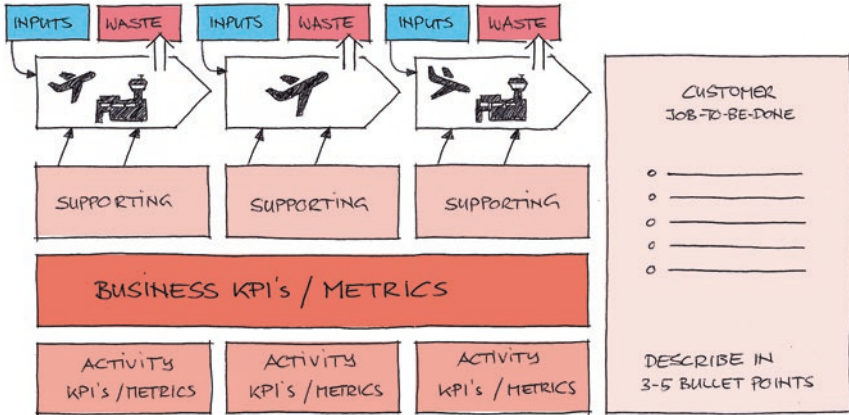 INPUTS
WASTE
INPUTS
WASTE
INPUTS
WASTE
CUSTOMER
JOB-TO-BE-DONE
SUPPORTING
SUPPORTING
SUPPORTING
BUSINESS KPI's / METRICS
ACTIVITY
KPI's / METRICS
ACTIVITY
KPI's / METRICS
ACTIVITY
KPI's / METRICS
DESCRIBE IN
3-5 BULLET POINTS